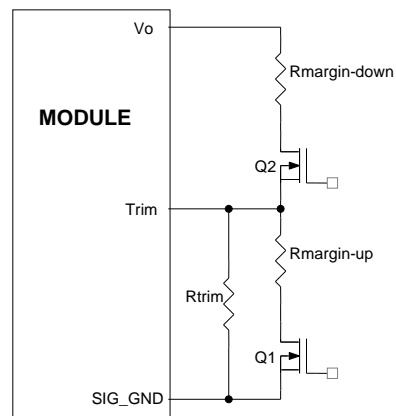 Vo
Rmargin-down
MODULE
Q2
Trim
Rmargin-up
Rtrim
Q1
SIG_GND